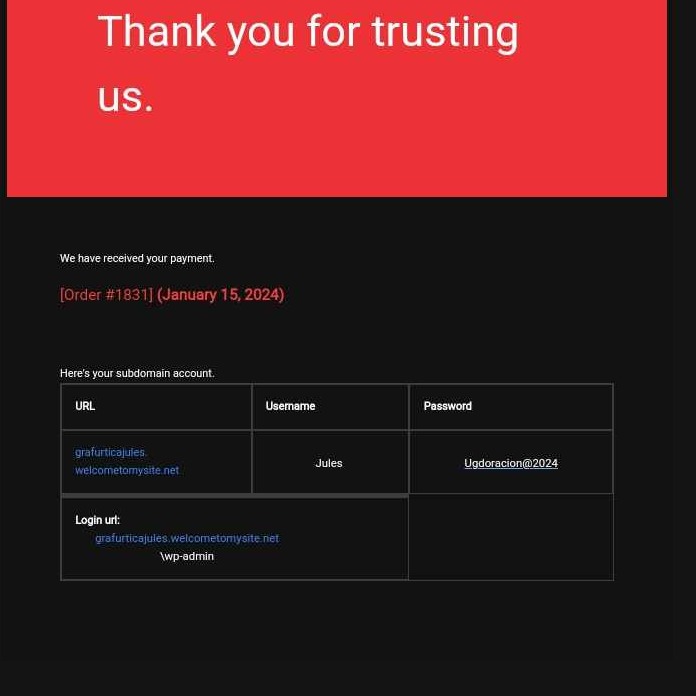 Thank you for trusting
us.
We have received your payment.
[Order #1831] (January 15, 2024)
Here's your subdomain account.
URL
Username
Password
grafurticajules.
welcometomysite.net
Jules
Ugdoracion@2024
Login url:
grafurticajules.welcometomysite.net
\wp-admin